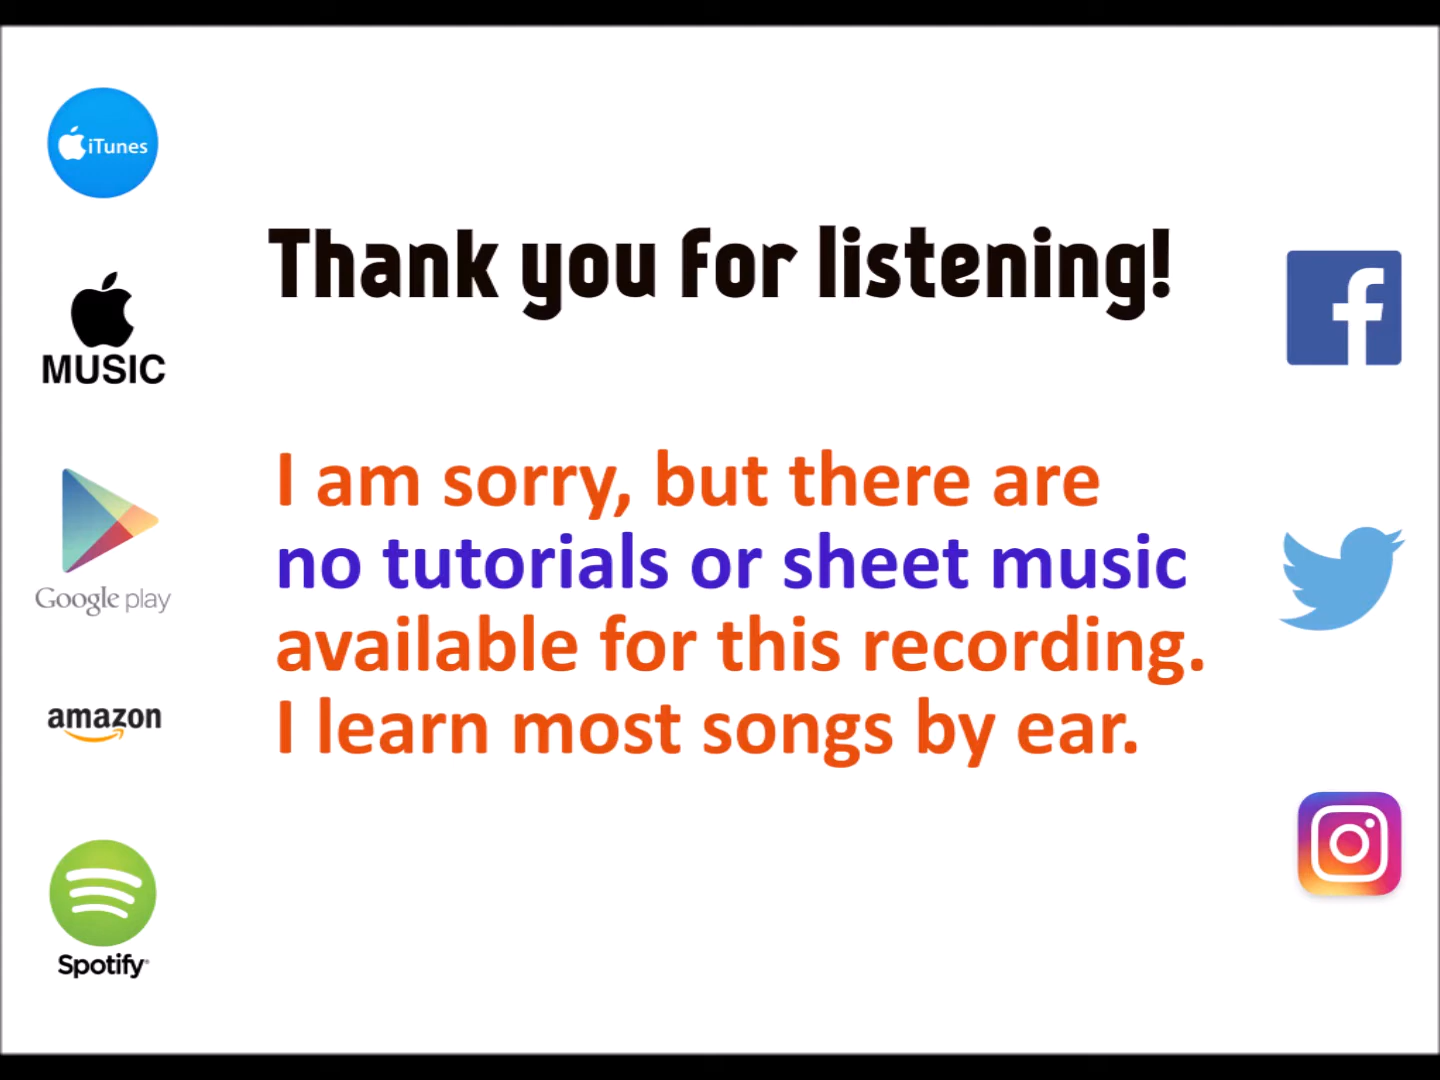 iTunes
MUSIC
Google play
amazon
Spotify
Thank you for listening!
I am sorry, but there are
no tutorials or sheet music
available for this recording.
I learn most songs by ear.
f